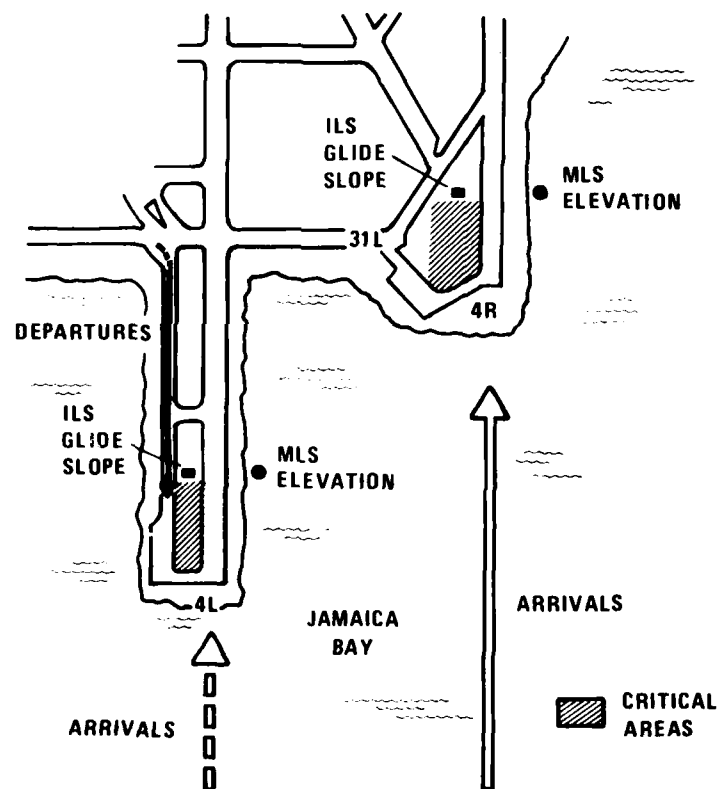 ILS
GLIDE
SLOPE
MLS
ELEVATION
31L
4R
DEPARTURES
ILS
GLIDE
SLOPE
MLS
ELEVATION
4L
JAMAICA
BAY
ARRIVALS
ARRIVALS
CRITICAL
AREAS